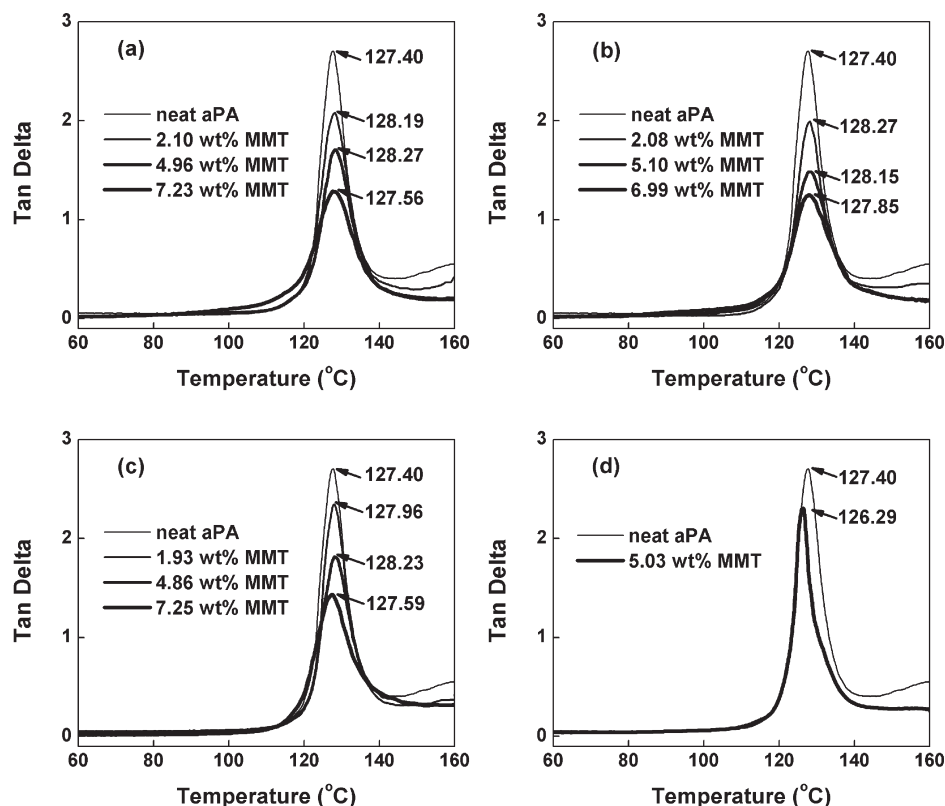 3
(a)
127.40
neat aPA
2.10 wt% MMT
4.96 wt% MMT
7.23 wt% MMT
128.19
128.27
127.56
2
1
0
Tan Delta
60 80 100 120 140 160
Temperature (°C)
3
(b)
127.40
neat aPA
2.08 wt% MMT
5.10 wt% MMT
6.99 wt% MMT
128.27
128.15
127.85
2
1
0
Tan Delta
60 80 100 120 140 160
Temperature (°C)
3
(c)
127.40
neat aPA
1.93 wt% MMT
4.86 wt% MMT
7.25 wt% MMT
127.96
128.23
127.59
2
1
0
Tan Delta
60 80 100 120 140 160
Temperature (°C)
3
(d)
127.40
126.29
neat aPA
5.03 wt% MMT
2
1
0
Tan Delta
60 80 100 120 140 160
Temperature (°C)